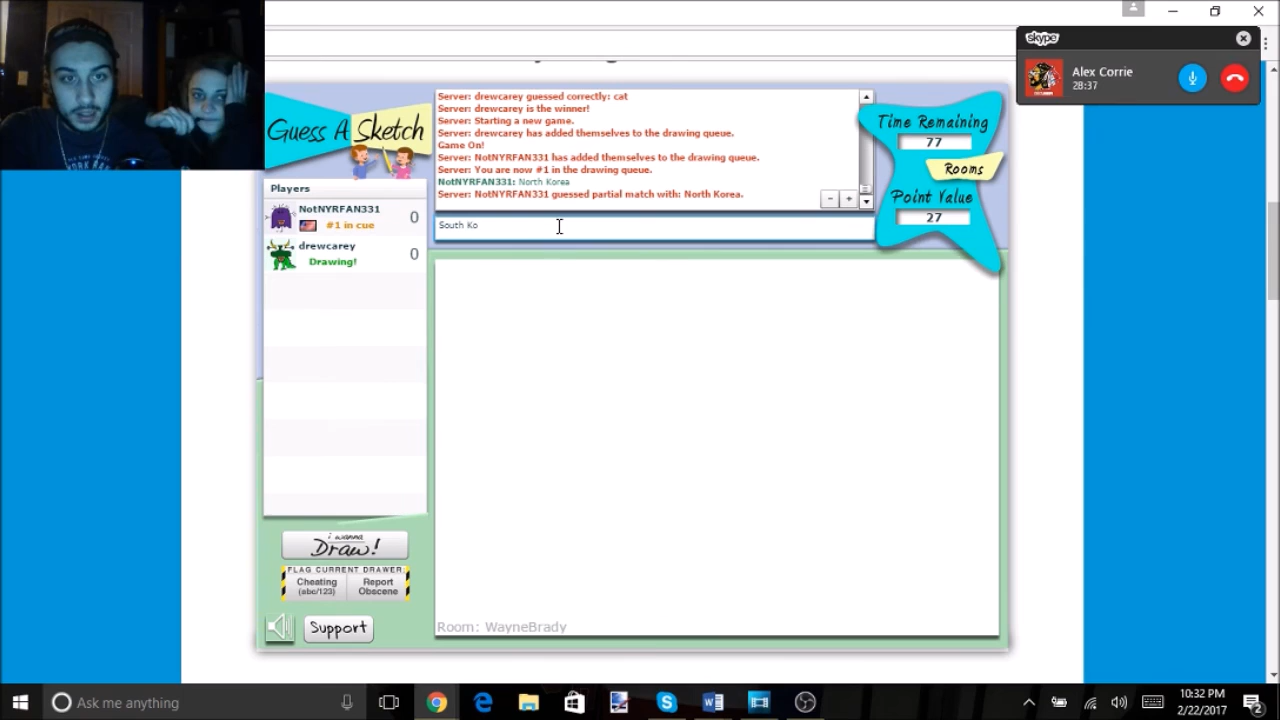 skype
Alex Corrie
28:37
Guess A Sketch
Server: drewcarey guessed correctly: cat
Server: drewcarey is the winner!
Server: Starting a new game.
Server: drewcarey has added themselves to the drawing queue.
Game On!
Server: NotNYRFAN331 has added themselves to the drawing queue.
Server: You are now #1 in the drawing queue.
NotNYRFAN331: North Korea
Server: NotNYRFAN331 guessed partial match with: North Korea.
- +
South Ko
Time Remaining
77
Rooms
Point Value
27
Players
NotNYRFAN331 0
#1 in cue
drewcarey 0
Drawing!
i wanna
Draw!
FLAG CURRENT DRAWER:
Cheating Report
(abc/123) Obscene
Support
Room: WayneBrady
Ask me anything
10:32 PM
2/22/2017
2